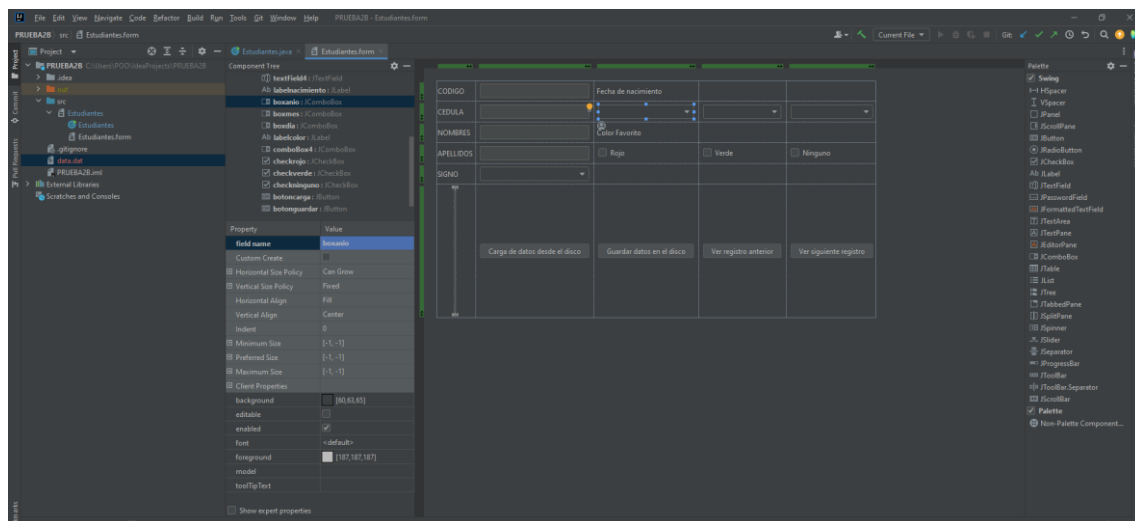 File Edit View Navigate Code Refactor Build Run Tools Git Window Help PRUEBA2B - Estudiantes.form
PRUEBA2B src Estudiantes.form
Current File Git:
Project
Project
Commit
Pull Requests
PRUEBA2B C:\Users\POO\IdeaProjects\PRUEBA2B
.idea
out
src
Estudiantes
Estudiantes
Estudiantes.form
.gitignore
data.dat
PRUEBA2B.iml
External Libraries
Scratches and Consoles
Estudiantes.java
Estudiantes.form
Component Tree
textField4 : JTextField
Ab labelnacimiento : JLabel
boxanio : JComboBox
boxmes : JComboBox
boxdia : JComboBox
Ab labelcolor : JLabel
comboBox4 : JComboBox
checkrojo : JCheckBox
checkverde : JCheckBox
checkninguno : JCheckBox
botoncarga : JButton
botonguardar : JButton
Property Value
field name boxanio
Custom Create
Horizontal Size Policy Can Grow
Vertical Size Policy Fixed
Horizontal Align Fill
Vertical Align Center
Indent 0
Minimum Size [-1, -1]
Preferred Size [-1, -1]
Maximum Size [-1, -1]
Client Properties
background [60,63,65]
editable
enabled
font <default>
foreground [187,187,187]
model
toolTipText
Show expert properties
CODIGO Fecha de nacimiento
CEDULA
NOMBRES Color Favorito
APELLIDOS Rojo Verde Ninguno
SIGNO
Carga de datos desde el disco Guardar datos en el disco Ver registro anterior Ver siguiente registro
Palette
Swing
HSpacer
VSpacer
JPanel
JScrollPane
JButton
JRadioButton
JCheckBox
Ab JLabel
JTextField
JPasswordField
JFormattedTextField
JTextArea
JTextPane
JEditorPane
JComboBox
JTable
JList
JTree
JTabbedPane
JSplitPane
JSpinner
JSlider
JSeparator
JProgressBar
JToolBar
JToolBar.Separator
JScrollBar
Palette
Non-Palette Component...